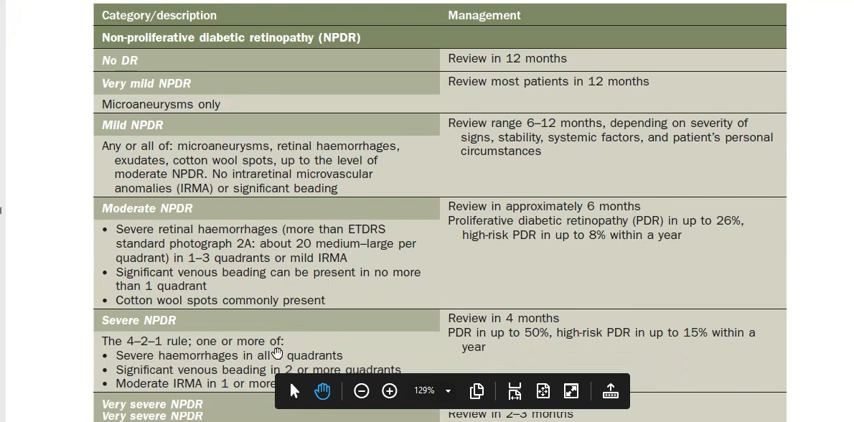 Category/description Management
Non-proliferative diabetic retinopathy (NPDR)
No DR Review in 12 months
Very mild NPDR Review most patients in 12 months
Microaneurysms only
Mild NPDR Review range 6–12 months, depending on severity of
signs, stability, systemic factors, and patient's personal
circumstances
Any or all of: microaneurysms, retinal haemorrhages,
exudates, cotton wool spots, up to the level of
moderate NPDR. No intraretinal microvascular
anomalies (IRMA) or significant beading
Moderate NPDR Review in approximately 6 months
Proliferative diabetic retinopathy (PDR) in up to 26%,
high-risk PDR in up to 8% within a year
• Severe retinal haemorrhages (more than ETDRS
standard photograph 2A: about 20 medium–large per
quadrant) in 1–3 quadrants or mild IRMA
• Significant venous beading can be present in no more
than 1 quadrant
• Cotton wool spots commonly present
Severe NPDR Review in 4 months
PDR in up to 50%, high-risk PDR in up to 15% within a
year
The 4–2–1 rule; one or more of:
• Severe haemorrhages in all quadrants
• Significant venous beading in 2 or more quadrants
• Moderate IRMA in 1 or more
129%
Very severe NPDR
Very severe NPDR Review in 2–3 months